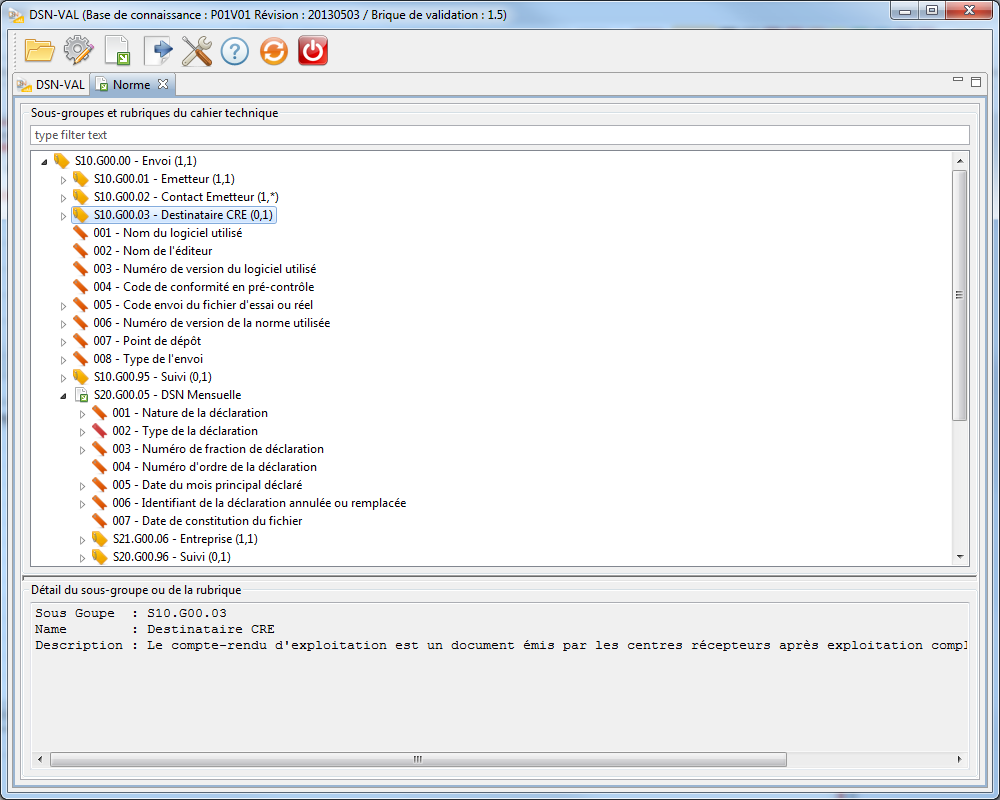 DSN-VAL (Base de connaissance : P01V01 Révision : 20130503 / Brique de validation : 1.5)
DSN-VAL Norme
Sous-groupes et rubriques du cahier technique
type filter text
S10.G00.00 - Envoi (1,1)
S10.G00.01 - Emetteur (1,1)
S10.G00.02 - Contact Emetteur (1,*)
S10.G00.03 - Destinataire CRE (0,1)
001 - Nom du logiciel utilisé
002 - Nom de l'éditeur
003 - Numéro de version du logiciel utilisé
004 - Code de conformité en pré-contrôle
005 - Code envoi du fichier d'essai ou réel
006 - Numéro de version de la norme utilisée
007 - Point de dépôt
008 - Type de l'envoi
S10.G00.95 - Suivi (0,1)
S20.G00.05 - DSN Mensuelle
001 - Nature de la déclaration
002 - Type de la déclaration
003 - Numéro de fraction de déclaration
004 - Numéro d'ordre de la déclaration
005 - Date du mois principal déclaré
006 - Identifiant de la déclaration annulée ou remplacée
007 - Date de constitution du fichier
S21.G00.06 - Entreprise (1,1)
S20.G00.96 - Suivi (0,1)
Détail du sous-groupe ou de la rubrique
Sous Goupe : S10.G00.03
Name : Destinataire CRE
Description : Le compte-rendu d'exploitation est un document émis par les centres récepteurs après exploitation compl